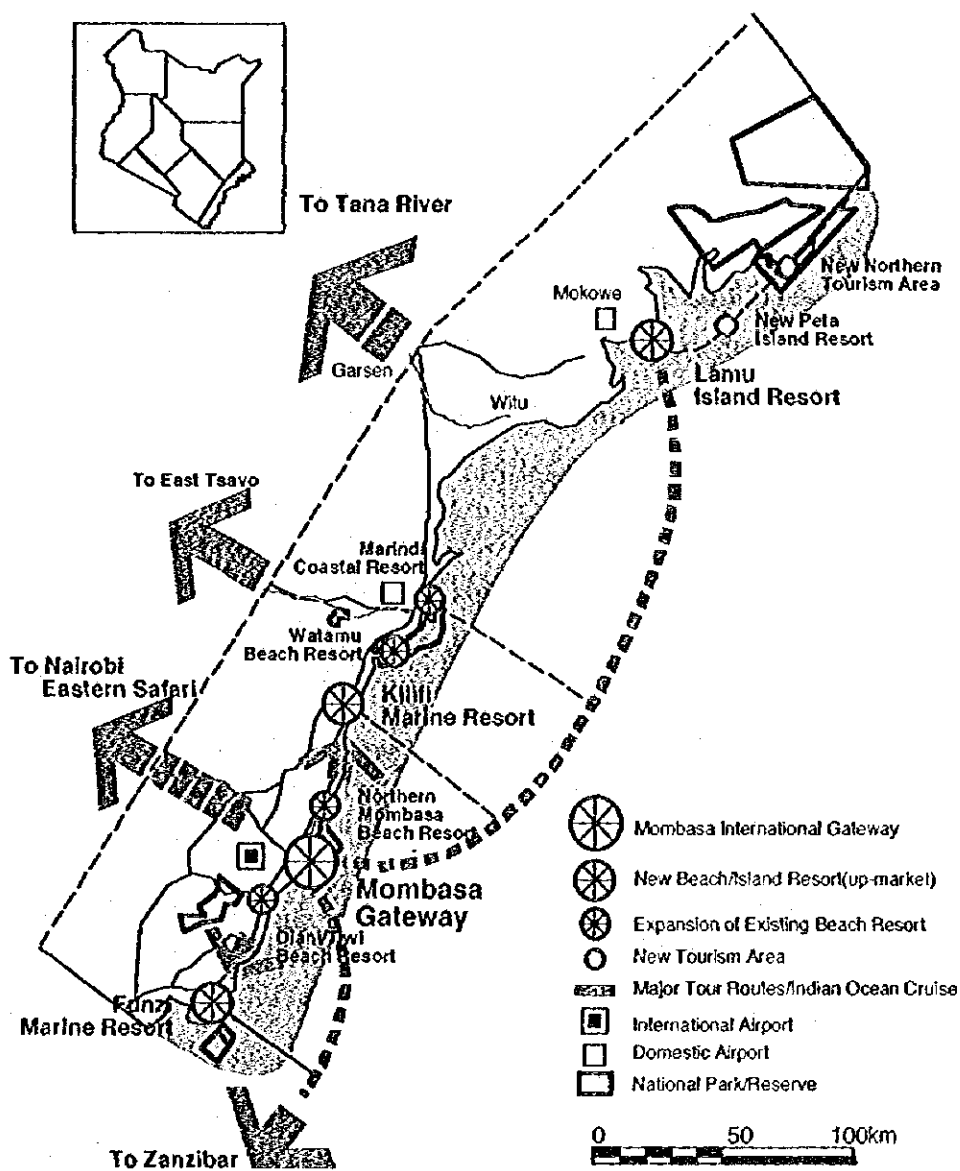 To Tana River
New Northern
Tourism Area
Mokowe
New Peta
Island Resort
Garsen
Lamu
Island Resort
Witu
To East Tsavo
Marindi
Coastal Resort
Watamu
Beach Resort
To Nairobi
Eastern Safari
Kilifi
Marine Resort
Northern
Mombasa
Beach Resort
Mombasa
Gateway
Diani/Tiwi
Beach Resort
Funzi
Marine Resort
To Zanzibar
Mombasa International Gateway
New Beach/Island Resort(up-market)
Expansion of Existing Beach Resort
New Tourism Area
Major Tour Routes/Indian Ocean Cruise
International Airport
Domestic Airport
National Park/Reserve
0 50 100km